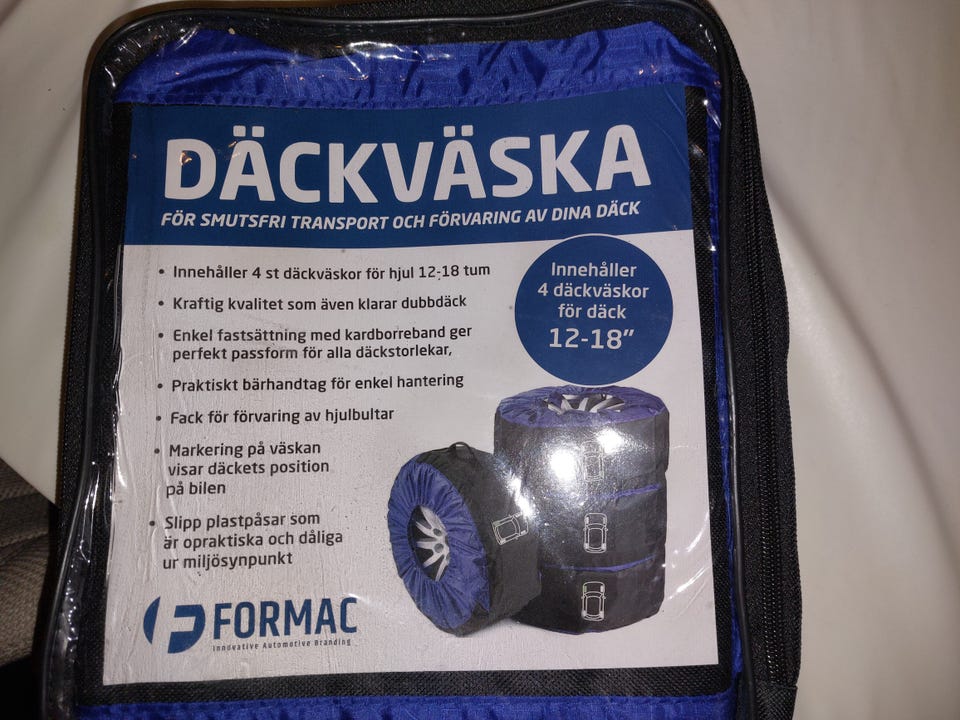 DÄCKVÄSKA
FÖR SMUTSFRI TRANSPORT OCH FÖRVARING AV DINA DÄCK
• Innehåller 4 st däckväskor för hjul 12-18 tum
• Kraftig kvalitet som även klarar dubbdäck
• Enkel fastsättning med kardborreband ger
perfekt passform för alla däckstorlekar,
• Praktiskt bärhandtag för enkel hantering
• Fack för förvaring av hjulbultar
• Markering på väskan
visar däckets position
på bilen
• Slipp plastpåsar som
är opraktiska och dåliga
ur miljösynpunkt
Innehåller
4 däckväskor
för däck
12-18”
FORMAC
Innovative Automotive Branding